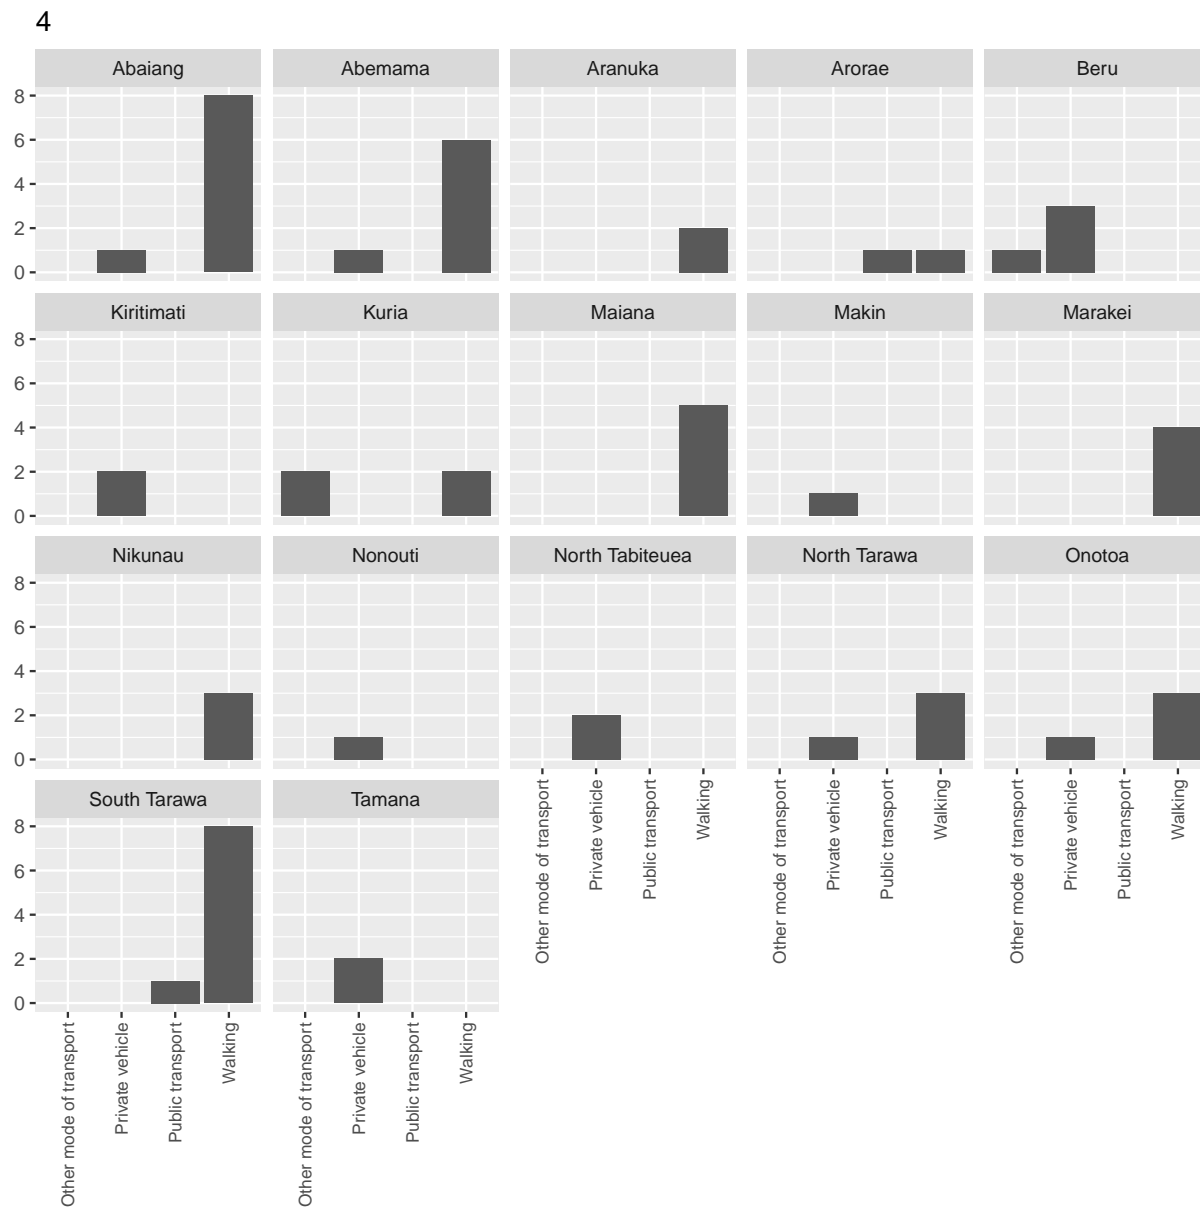 4
Abaiang Abemama Aranuka Arorae Beru
8
6
4
2
0
Kiritimati Kuria Maiana Makin Marakei
8
6
4
2
0
Nikunau Nonouti North Tabiteuea North Tarawa Onotoa
8
6
4
2
0
Other mode of transport
Private vehicle
Public transport
Walking
Other mode of transport
Private vehicle
Public transport
Walking
Other mode of transport
Private vehicle
Public transport
Walking
South Tarawa Tamana
8
6
4
2
0
Other mode of transport
Private vehicle
Public transport
Walking
Other mode of transport
Private vehicle
Public transport
Walking